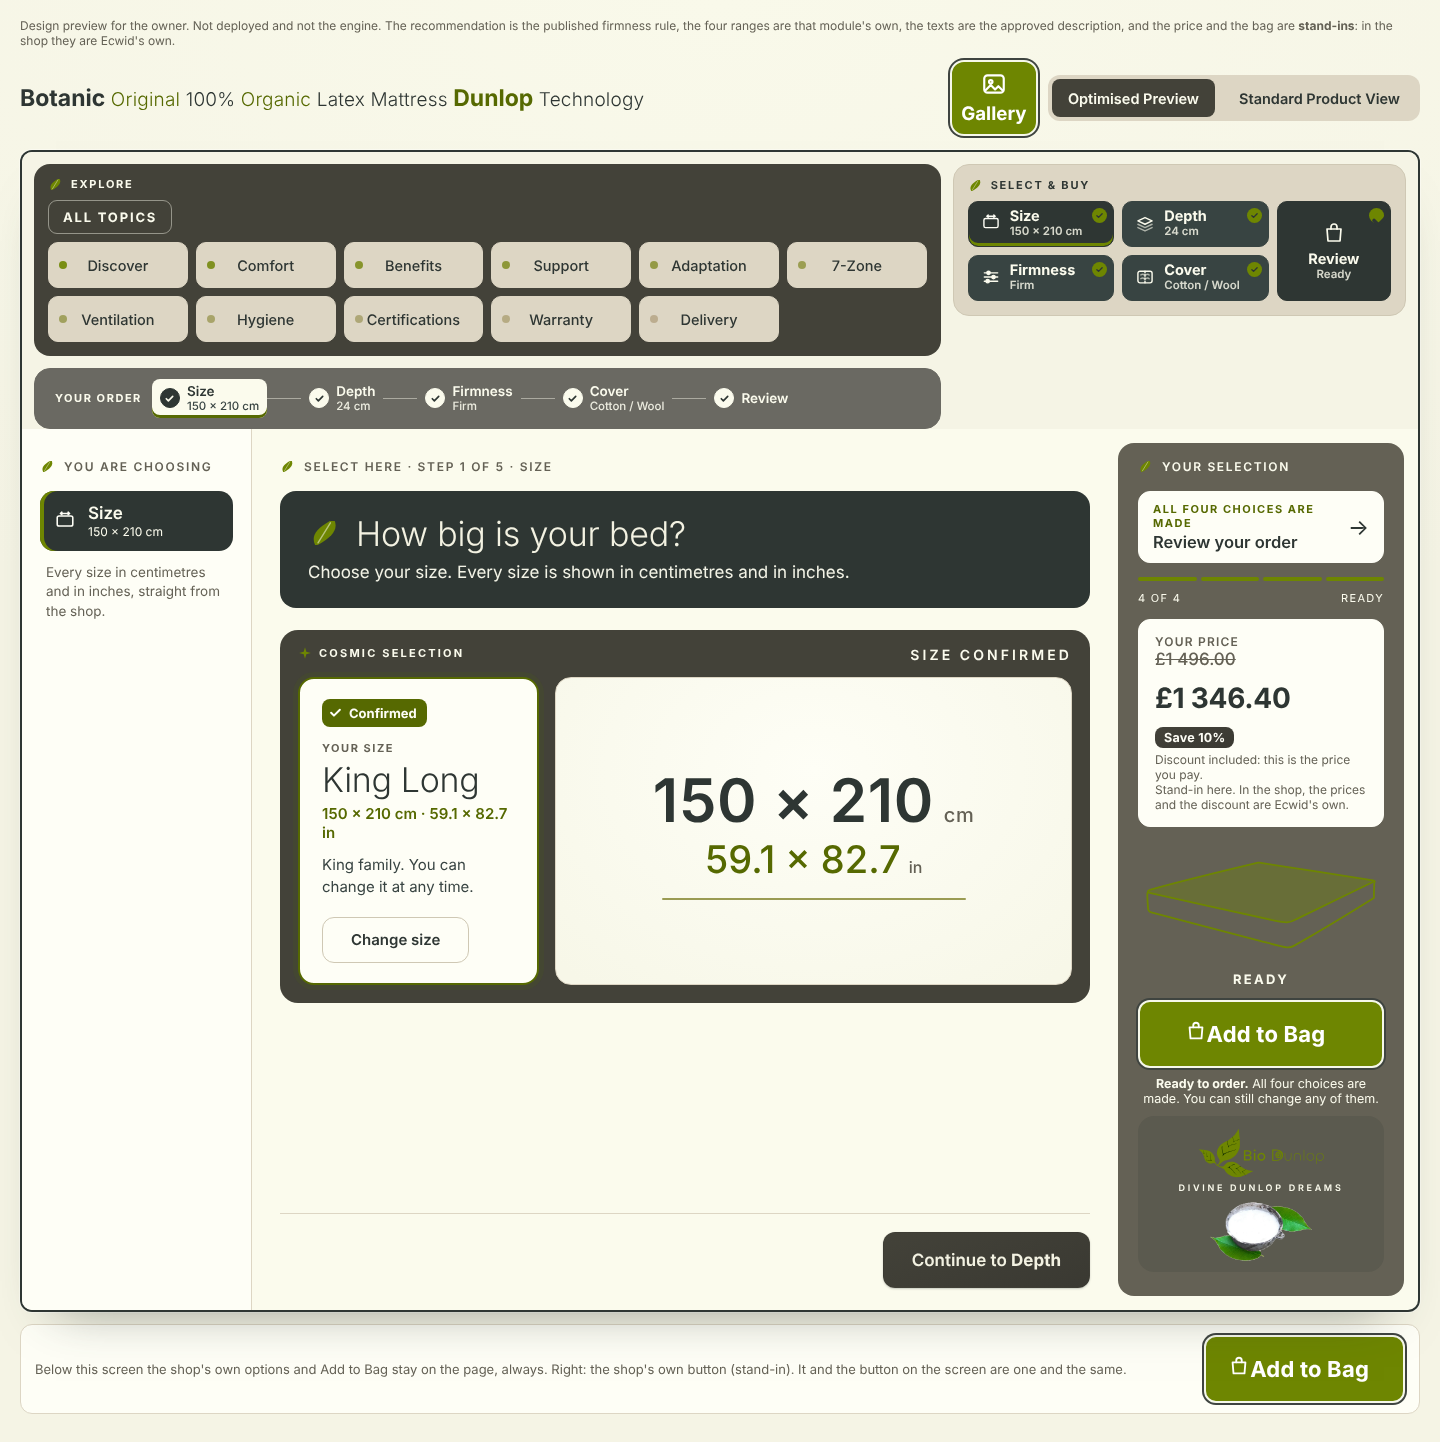 Design preview for the owner. Not deployed and not the engine. The recommendation is the published firmness rule, the four ranges are that module's own, the texts are the approved description, and the price and the bag are stand-ins: in the
shop they are Ecwid's own.
Botanic Original 100% Organic Latex Mattress Dunlop Technology
Gallery
Optimised Preview
Standard Product View
EXPLORE
ALL TOPICS
Discover
Comfort
Benefits
Support
Adaptation
7-Zone
Ventilation
Hygiene
Certifications
Warranty
Delivery
SELECT & BUY
Size
150 × 210 cm
Depth
24 cm
Firmness
Firm
Cover
Cotton / Wool
Review
Ready
YOUR ORDER
Size
150 × 210 cm
Depth
24 cm
Firmness
Firm
Cover
Cotton / Wool
Review
YOU ARE CHOOSING
Size
150 × 210 cm
Every size in centimetres
and in inches, straight from
the shop.
SELECT HERE · STEP 1 OF 5 · SIZE
How big is your bed?
Choose your size. Every size is shown in centimetres and in inches.
COSMIC SELECTION
SIZE CONFIRMED
Confirmed
YOUR SIZE
King Long
150 × 210 cm · 59.1 × 82.7
in
King family. You can
change it at any time.
Change size
150 × 210 cm
59.1 × 82.7 in
Continue to Depth
YOUR SELECTION
ALL FOUR CHOICES ARE
MADE
Review your order
4 OF 4
READY
YOUR PRICE
£1 496.00
£1 346.40
Save 10%
Discount included: this is the price
you pay.
Stand-in here. In the shop, the prices
and the discount are Ecwid's own.
READY
Add to Bag
Ready to order. All four choices are
made. You can still change any of them.
Bio Dunlop
DIVINE DUNLOP DREAMS
Below this screen the shop's own options and Add to Bag stay on the page, always. Right: the shop's own button (stand-in). It and the button on the screen are one and the same.
Add to Bag